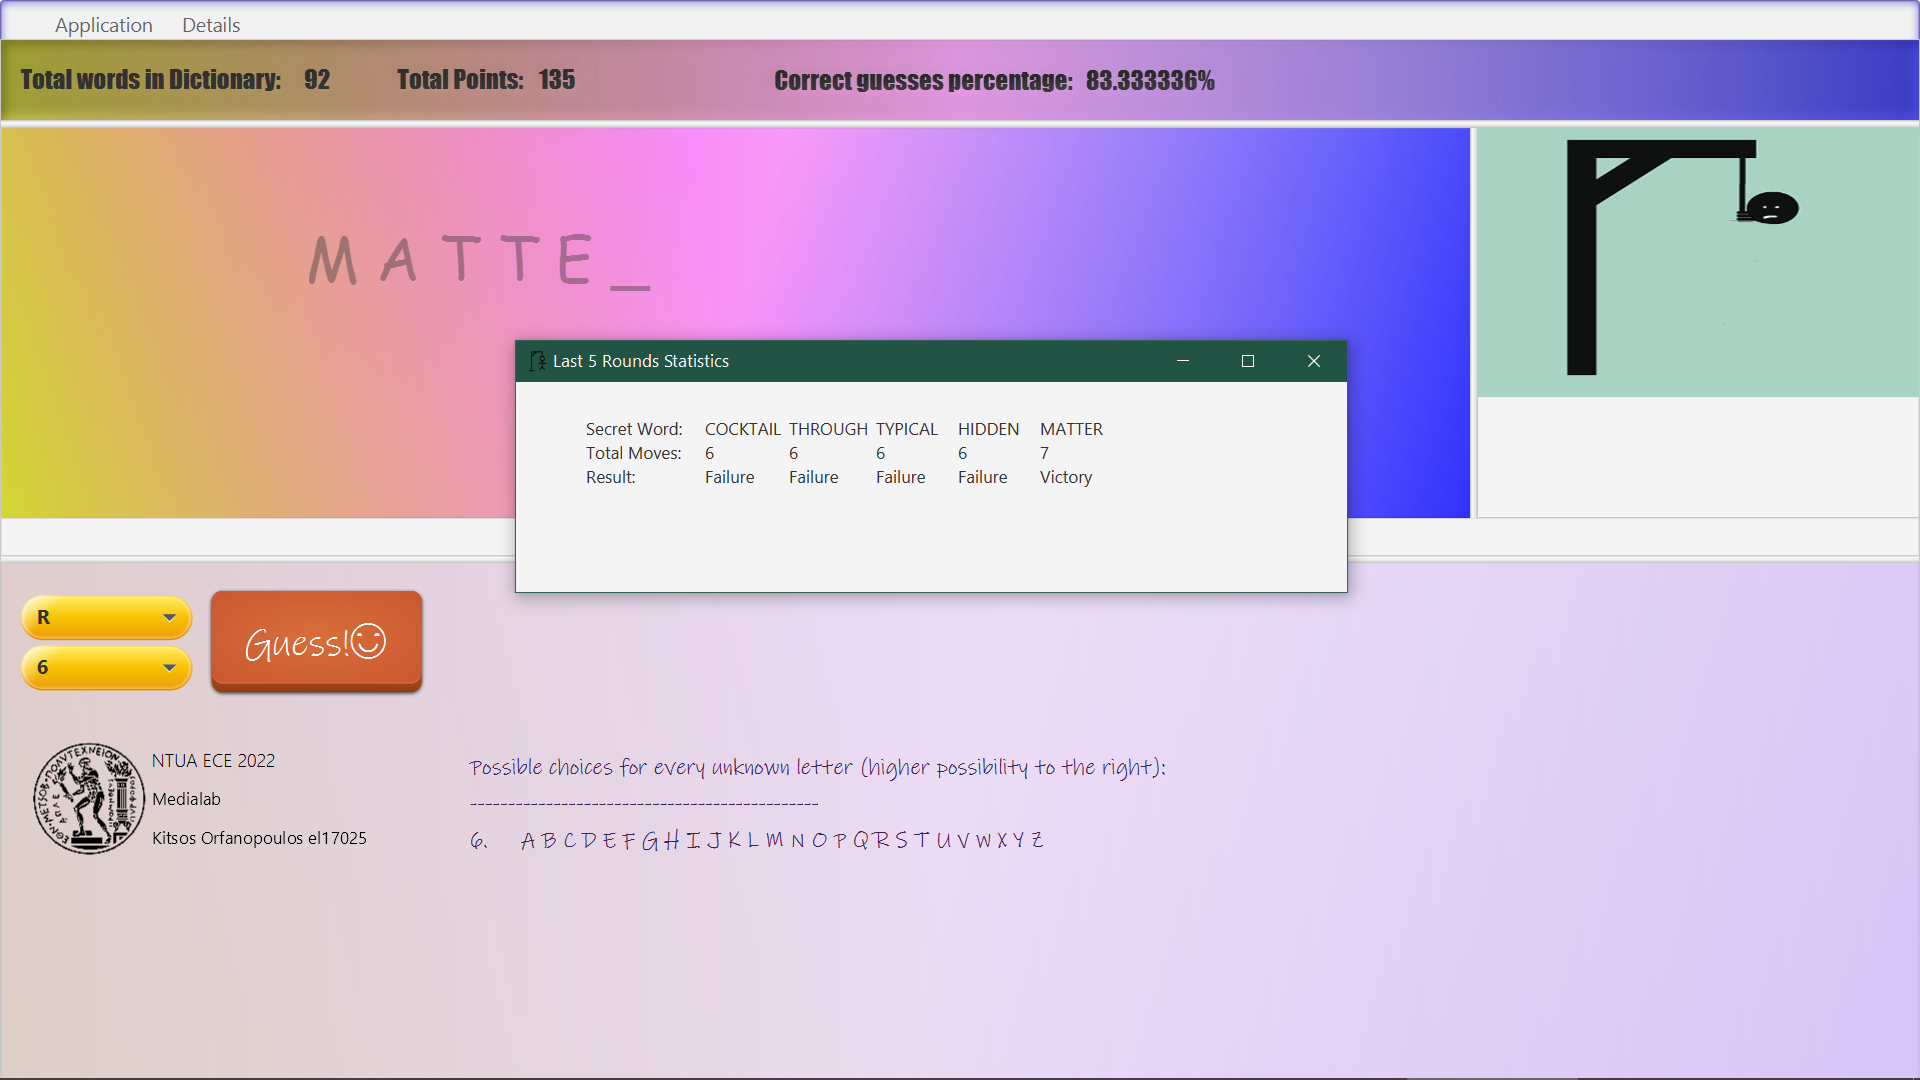 Application Details
Total words in Dictionary: 92 Total Points: 135 Correct guesses percentage: 83.333336%
M A T T E _
Last 5 Rounds Statistics
Secret Word: COCKTAIL THROUGH TYPICAL HIDDEN MATTER
Total Moves: 6 6 6 6 7
Result: Failure Failure Failure Failure Victory
R
6
Guess!☺
NTUA ECE 2022
Medialab
Kitsos Orfanopoulos el17025
Possible choices for every unknown letter (higher possibility to the right):
----------------------------------------------
6. A B C D E F G H I J K L M N O P Q R S T U V W X Y Z